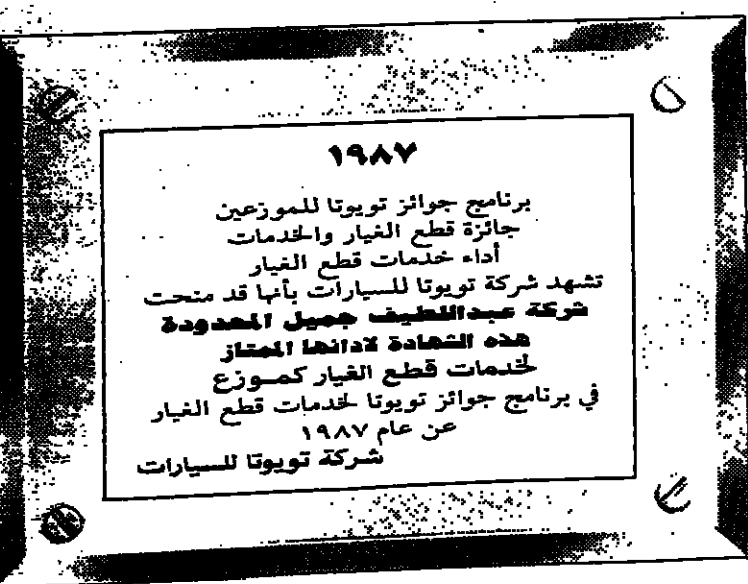 ١٩٨٧
برنامج جوائز تويوتا للموزعين
جائزة قطع الغيار والخدمات
أداء خدمات قطع الغيار
تشهد شركة تويوتا للسيارات بأنها قد منحت
شركة عبداللطيف جميل المحدودة
هذه الشهادة لادائها الممتاز
لخدمات قطع الغيار كمـوزع
في برنامج جوائز تويوتا لخدمات قطع الغيار
عن عام ١٩٨٧
شركة تويوتا للسيارات